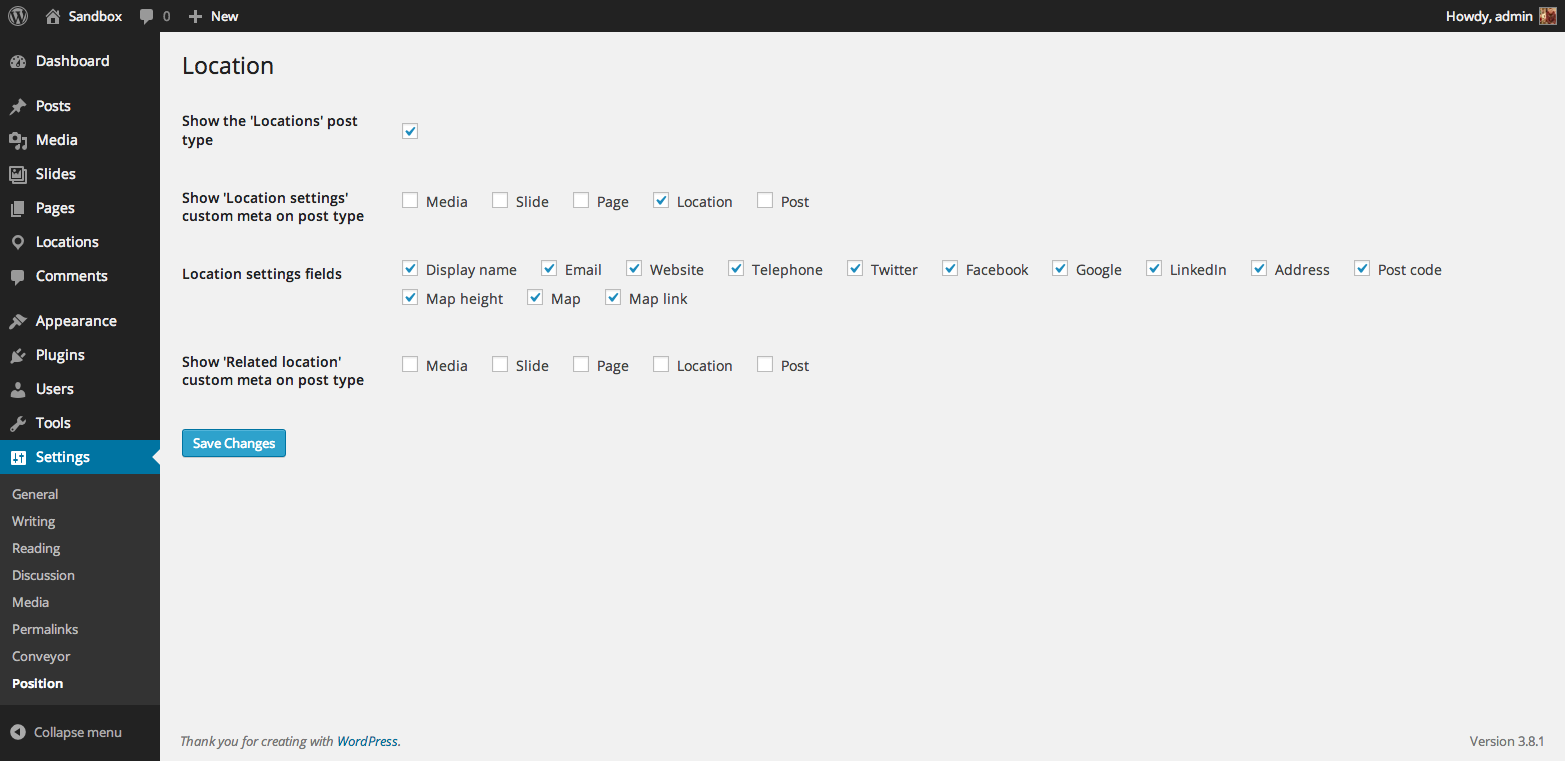 Sandbox 0 New Howdy, admin
Dashboard
Posts
Media
Slides
Pages
Locations
Comments
Appearance
Plugins
Users
Tools
Settings
General
Writing
Reading
Discussion
Media
Permalinks
Conveyor
Position
Collapse menu
Location
Show the 'Locations' post
type
Show 'Location settings'
custom meta on post type
Media Slide Page Location Post
Location settings fields
Display name Email Website Telephone Twitter Facebook Google LinkedIn Address Post code
Map height Map Map link
Show 'Related location'
custom meta on post type
Media Slide Page Location Post
Save Changes
Thank you for creating with WordPress. Version 3.8.1